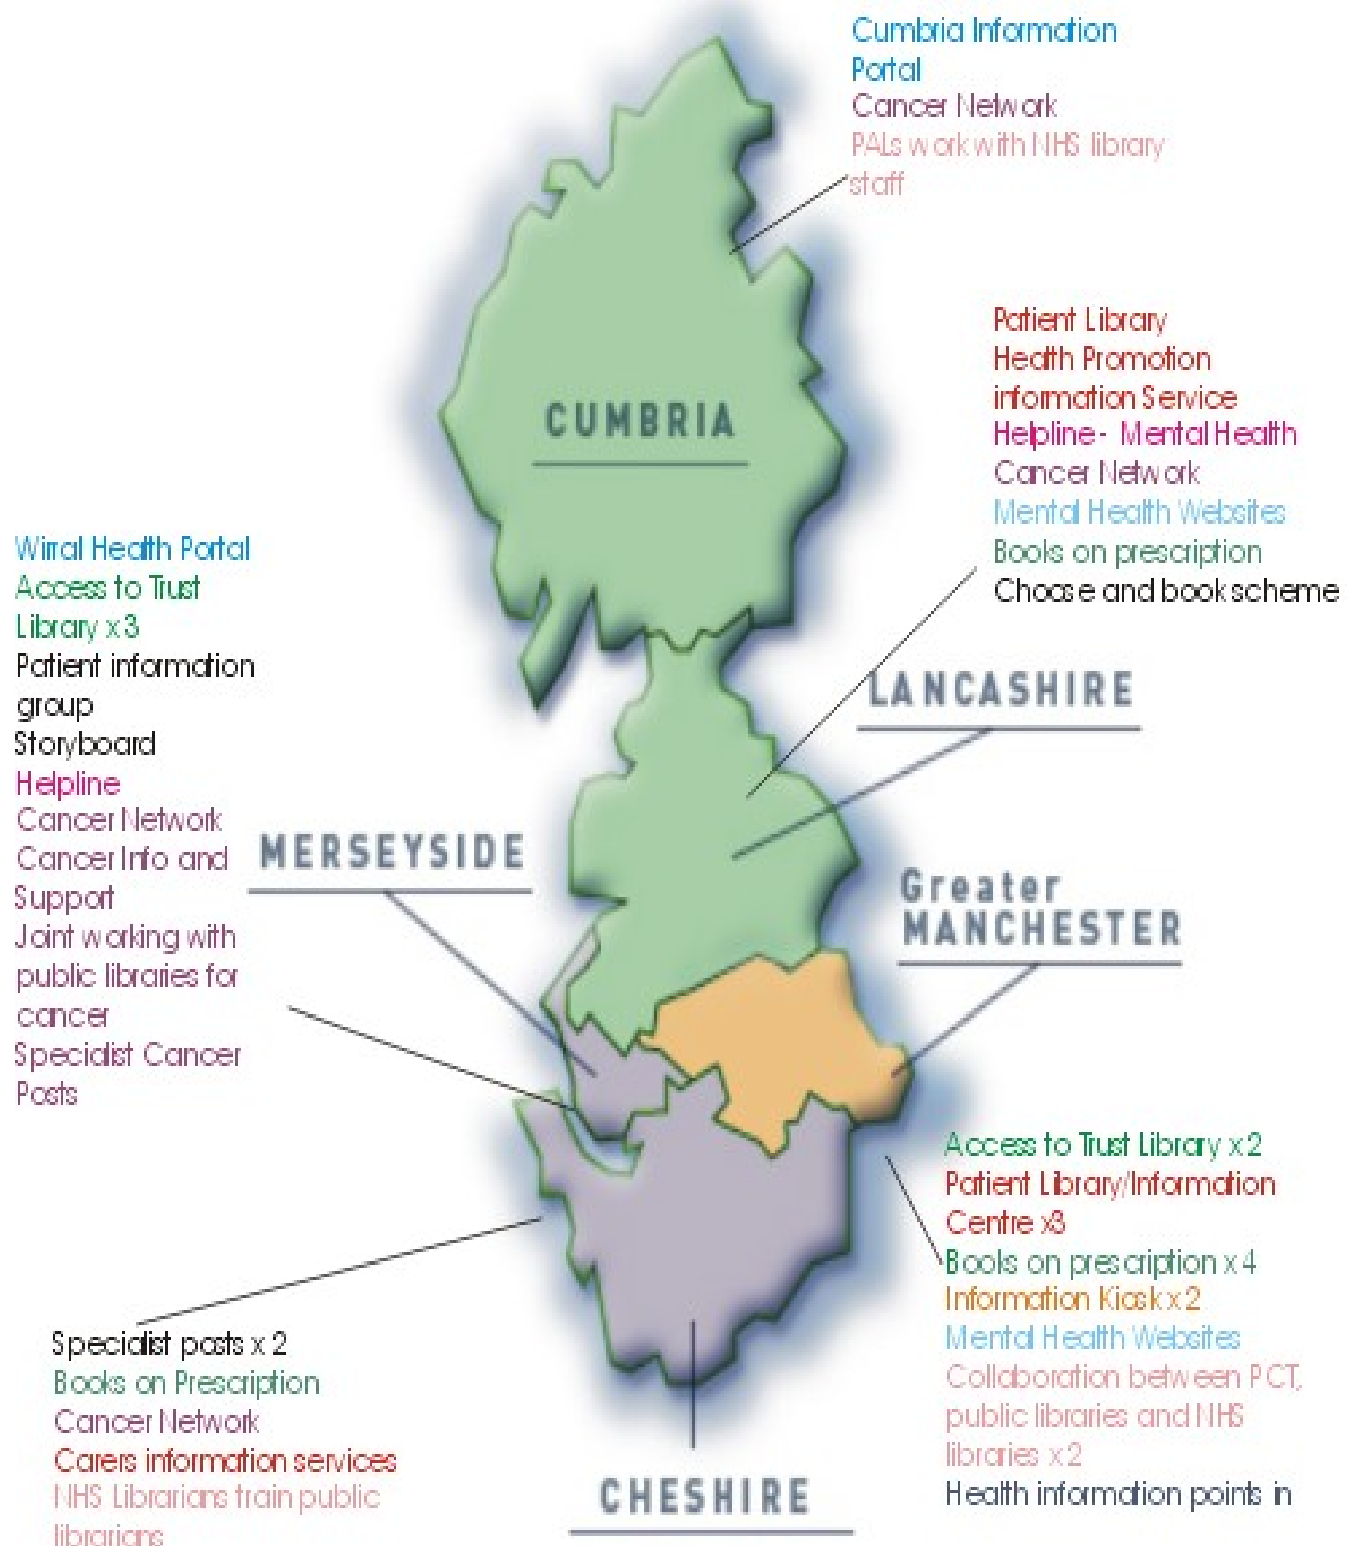 Cumbria Information
Portal
Cancer Network
PALs work with NHS library
staff
CUMBRIA
Patient Library
Health Promotion
information Service
Helpline - Mental Health
Cancer Network
Mental Health Websites
Books on prescription
Choose and book scheme
LANCASHIRE
Wirral Health Portal
Access to Trust
Library x 3
Patient information
group
Storyboard
Helpline
Cancer Network
Cancer Info and
Support
Joint working with
public libraries for
cancer
Specialist Cancer
Posts
MERSEYSIDE
Greater
MANCHESTER
Access to Trust Library x 2
Patient Library/Information
Centre x3
Books on prescription x 4
Information Kiosk x 2
Mental Health Websites
Collaboration between PCT,
public libraries and NHS
libraries x 2
Health information points in
Specialist posts x 2
Books on Prescription
Cancer Network
Carers information services
NHS Librarians train public
librarians
CHESHIRE